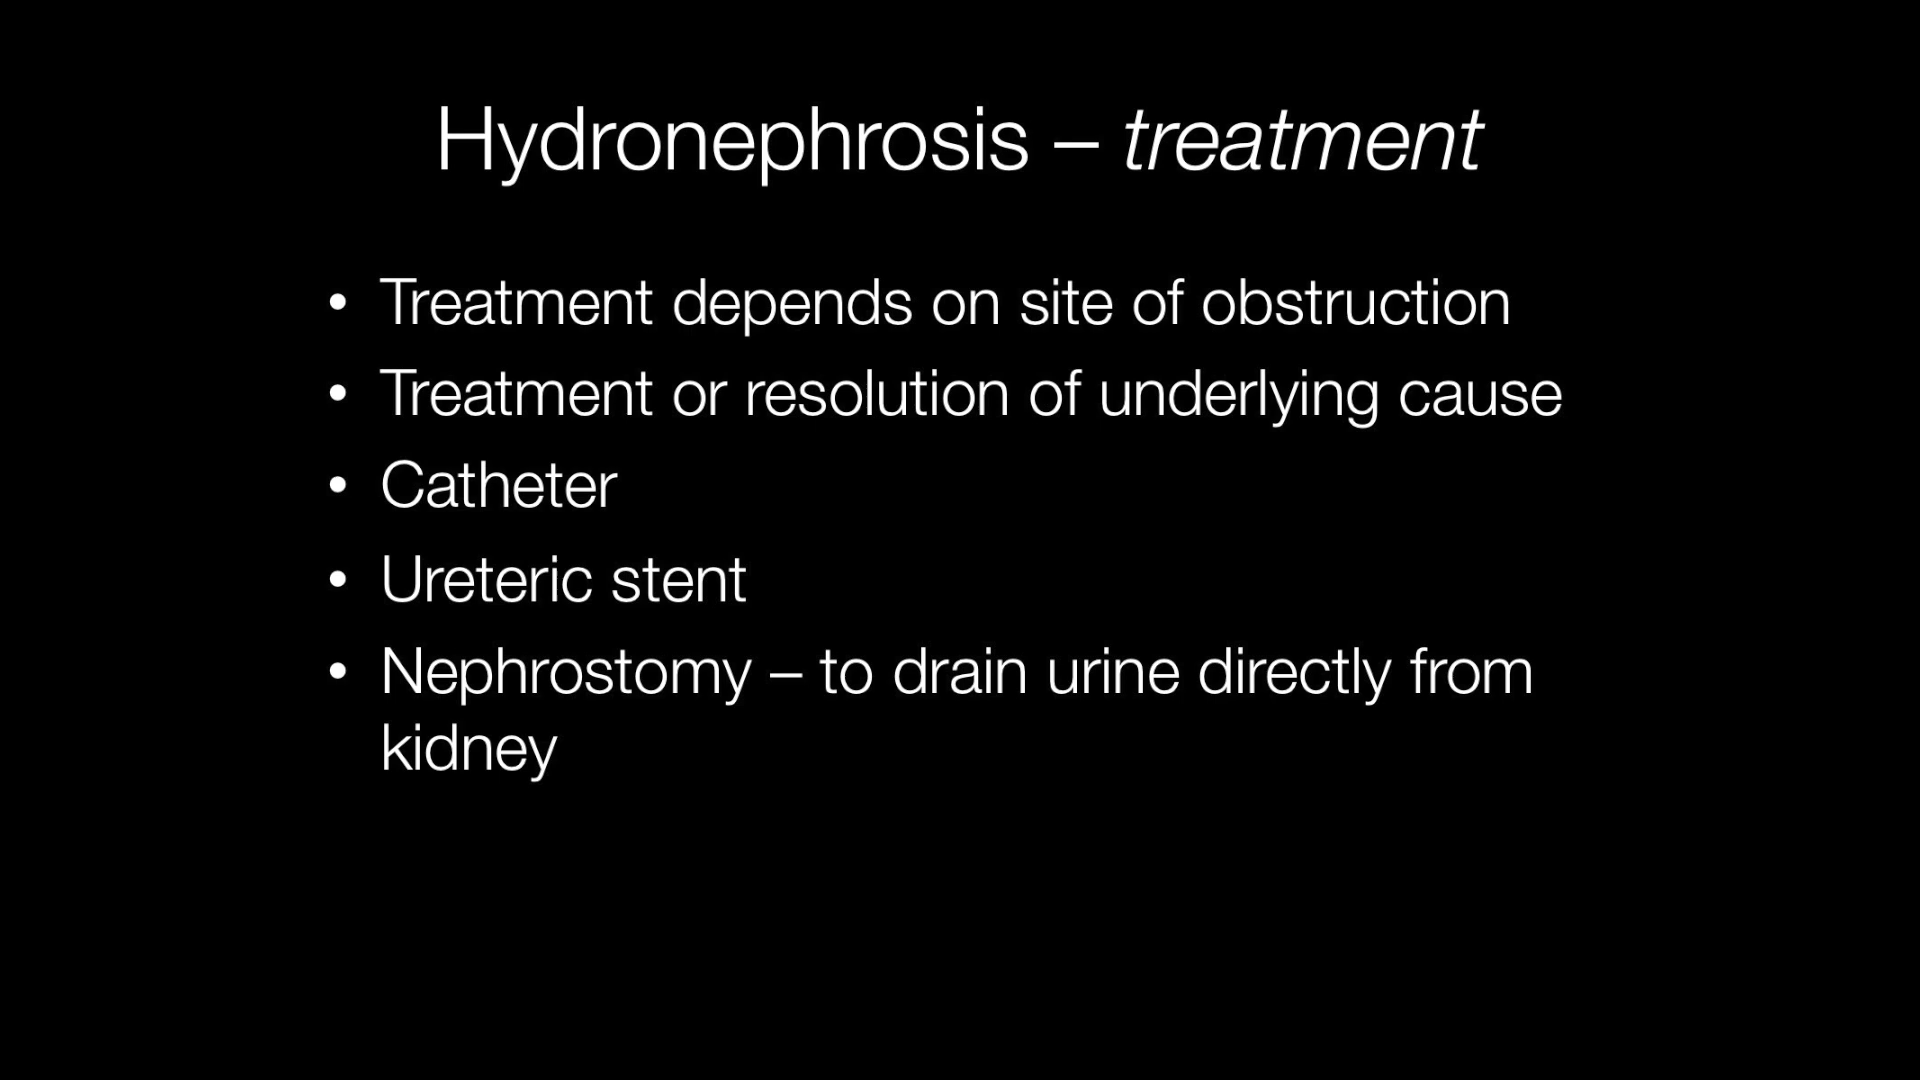 Hydronephrosis – treatment
• Treatment depends on site of obstruction
• Treatment or resolution of underlying cause
• Catheter
• Ureteric stent
• Nephrostomy – to drain urine directly from
kidney